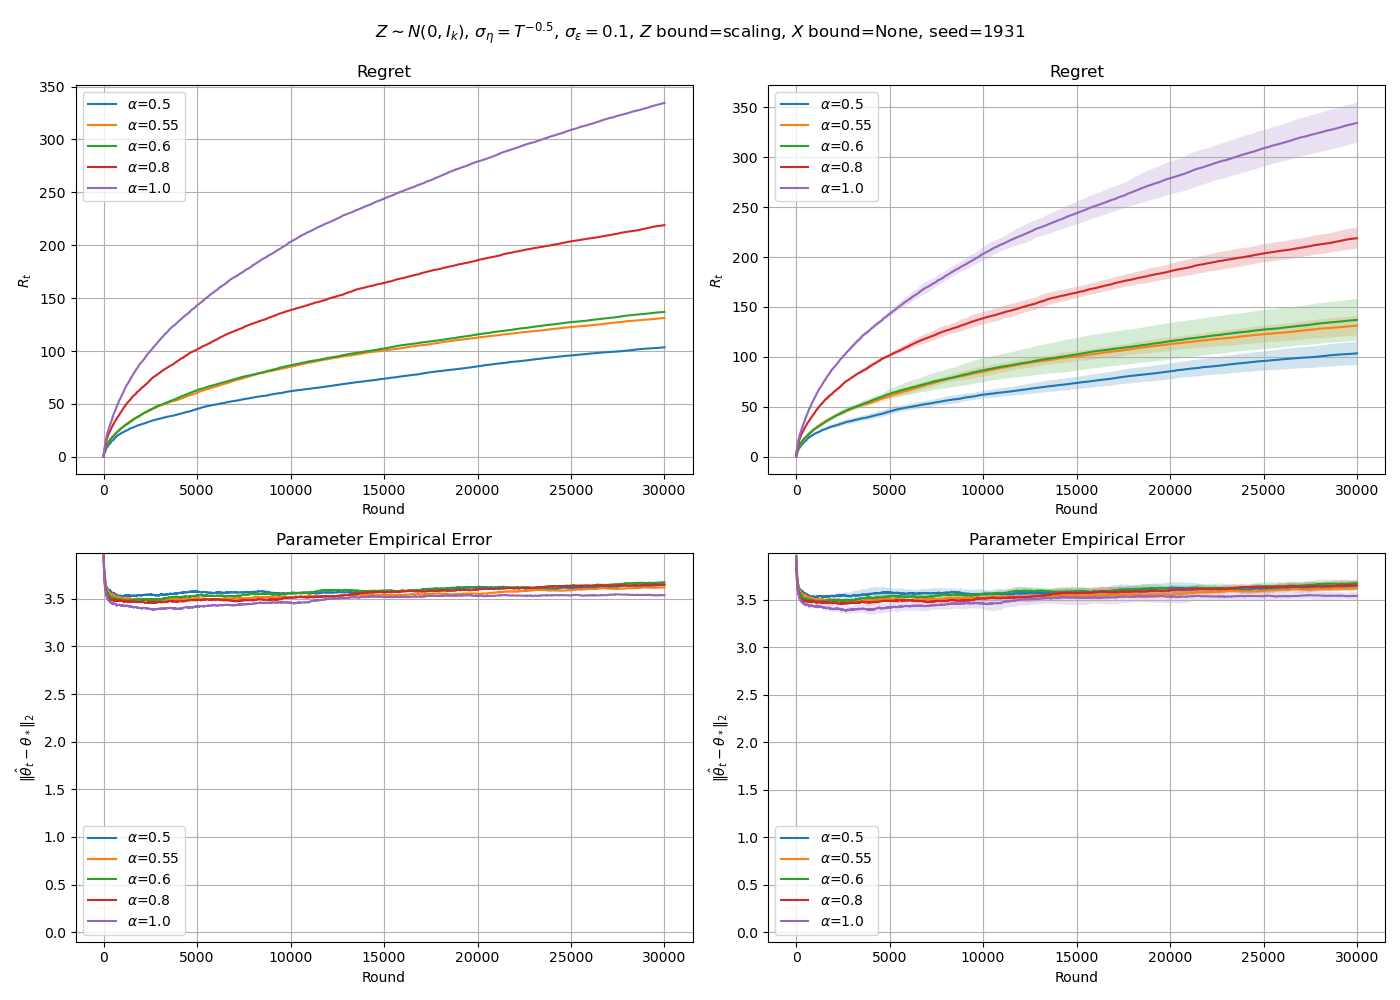 Z ∼ N(0, I_k), σ_η = T^{−0.5}, σ_ε = 0.1, Z bound=scaling, X bound=None, seed=1931
Regret
R_t
350
300
250
200
150
100
50
0
α=0.5
α=0.55
α=0.6
α=0.8
α=1.0
0 5000 10000 15000 20000 25000 30000
Round
Regret
R_t
350
300
250
200
150
100
50
0
α=0.5
α=0.55
α=0.6
α=0.8
α=1.0
0 5000 10000 15000 20000 25000 30000
Round
Parameter Empirical Error
‖θ̂_t − θ_*‖_2
3.5
3.0
2.5
2.0
1.5
1.0
0.5
0.0
α=0.5
α=0.55
α=0.6
α=0.8
α=1.0
0 5000 10000 15000 20000 25000 30000
Round
Parameter Empirical Error
‖θ̂_t − θ_*‖_2
3.5
3.0
2.5
2.0
1.5
1.0
0.5
0.0
α=0.5
α=0.55
α=0.6
α=0.8
α=1.0
0 5000 10000 15000 20000 25000 30000
Round